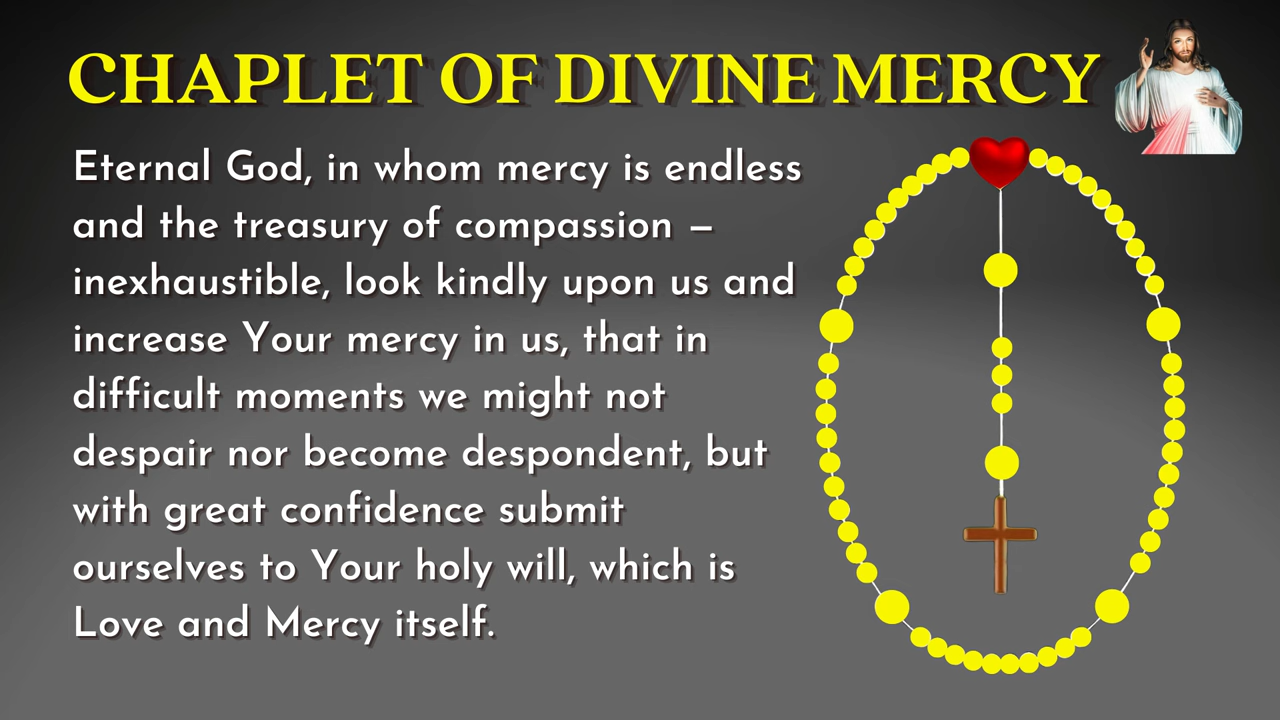 CHAPLET OF DIVINE MERCY
Eternal God, in whom mercy is endless
and the treasury of compassion –
inexhaustible, look kindly upon us and
increase Your mercy in us, that in
difficult moments we might not
despair nor become despondent, but
with great confidence submit
ourselves to Your holy will, which is
Love and Mercy itself.